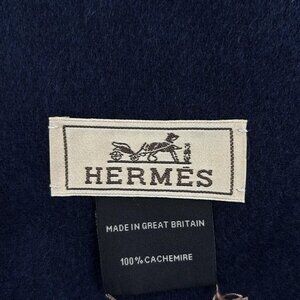 HERMÈS
MADE IN GREAT BRITAIN
100% CACHEMIRE